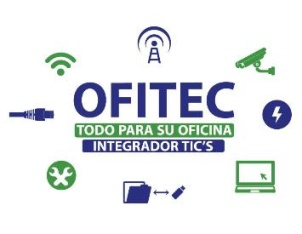 OFITEC
TODO PARA SU OFICINA
INTEGRADOR TIC'S